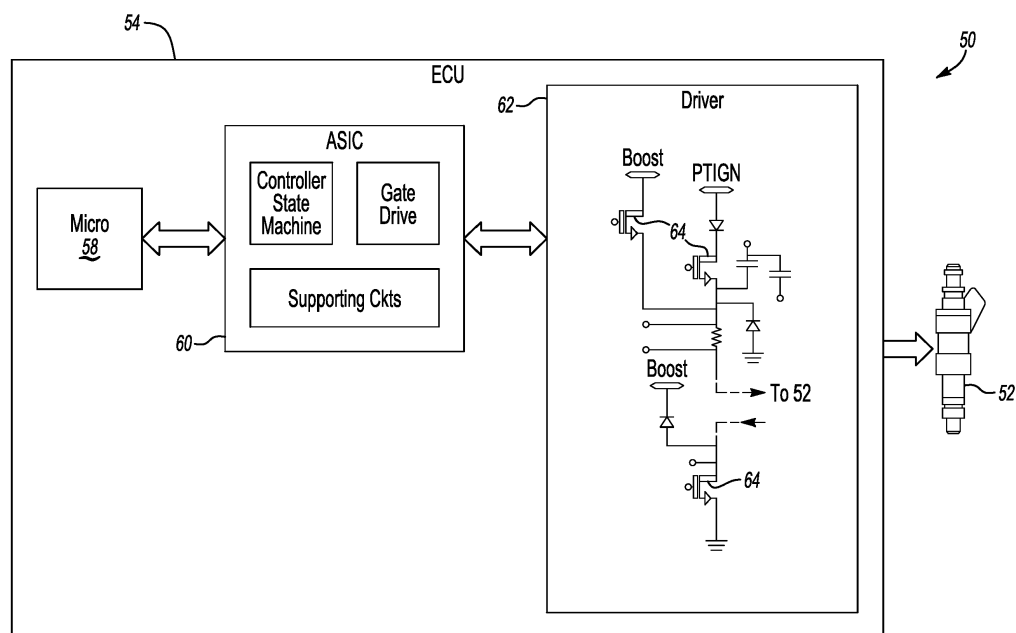 54
50
ECU
62
Driver
ASIC
Controller
State
Machine
Gate
Drive
Micro
58
Supporting Ckts
60
Boost
PTIGN
64
Boost
To 52
64
52